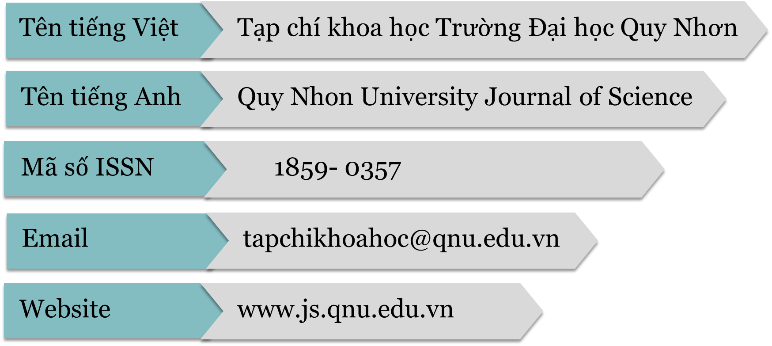 Tên tiếng Việt Tạp chí khoa học Trường Đại học Quy Nhơn
Tên tiếng Anh Quy Nhon University Journal of Science
Mã số ISSN 1859- 0357
Email tapchikhoahoc@qnu.edu.vn
Website www.js.qnu.edu.vn